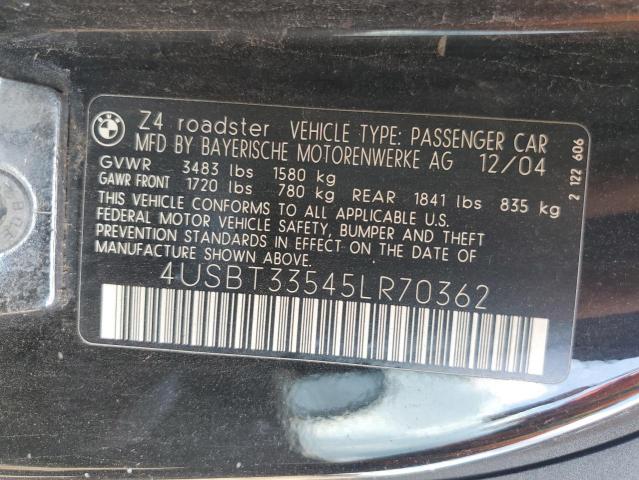 BMW
Z4 roadster VEHICLE TYPE: PASSENGER CAR
MFD BY BAYERISCHE MOTORENWERKE AG 12/04
GVWR 3483 lbs 1580 kg
GAWR FRONT 1720 lbs 780 kg REAR 1841 lbs 835 kg
THIS VEHICLE CONFORMS TO ALL APPLICABLE U.S.
FEDERAL MOTOR VEHICLE SAFETY, BUMPER AND THEFT
PREVENTION STANDARDS IN EFFECT ON THE DATE OF
MANUFACTURE SHOWN ABOVE.
4USBT33545LR70362
2 122 606